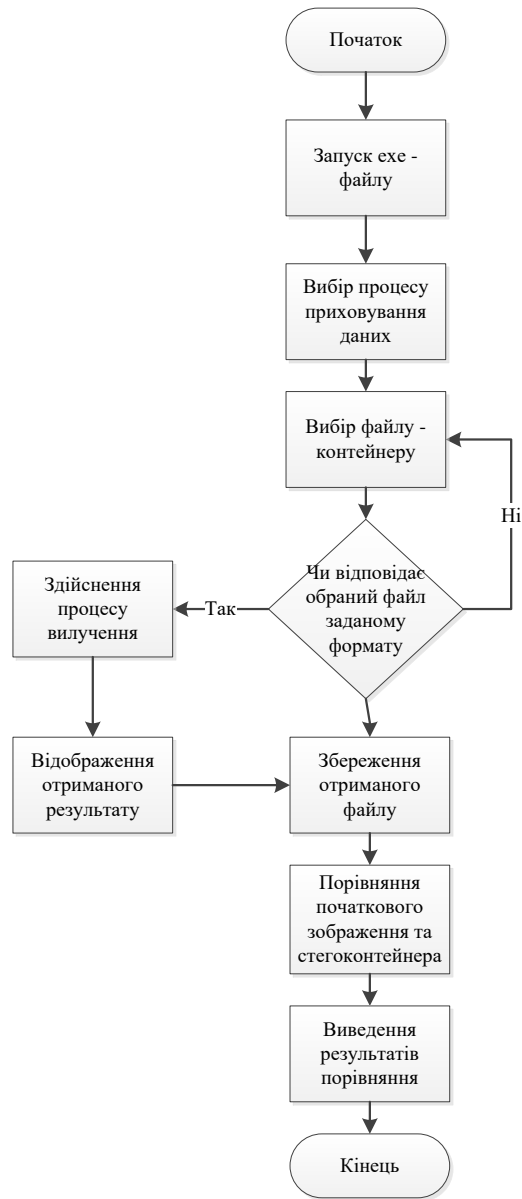 Початок
Запуск exe -
файлу
Вибір процесу
приховування
даних
Вибір файлу -
контейнеру
Ні
Чи відповідає
обраний файл
заданому
формату
Так
Здійснення
процесу
вилучення
Відображення
отриманого
результату
Збереження
отриманого
файлу
Порівняння
початкового
зображення та
стегоконтейнера
Виведення
результатів
порівняння
Кінець